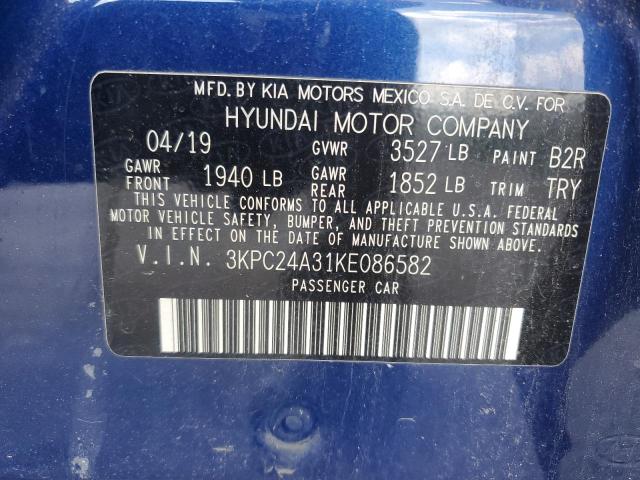 MFD. BY KIA MOTORS MEXICO S.A. DE C.V. FOR
HYUNDAI MOTOR COMPANY
04/19 GVWR 3527 LB PAINT B2R
GAWR FRONT 1940 LB GAWR REAR 1852 LB TRIM TRY
THIS VEHICLE CONFORMS TO ALL APPLICABLE U.S.A. FEDERAL
MOTOR VEHICLE SAFETY, BUMPER, AND THEFT PREVENTION STANDARDS
IN EFFECT ON THE DATE OF MANUFACTURE SHOWN ABOVE.
V.I.N. 3KPC24A31KE086582
PASSENGER CAR